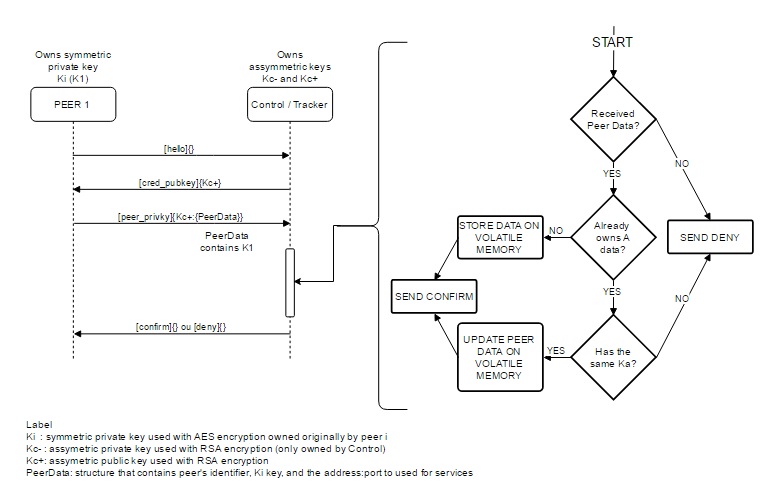 Owns symmetric
private key
Ki (K1)
PEER 1
Owns
assymmetric keys
Kc- and Kc+
Control / Tracker
[hello]{}
[cred_pubkey]{Kc+}
[peer_privky]{Kc+:{PeerData}}
PeerData
contains K1
[confirm]{} ou [deny]{}
START
Received
Peer Data?
NO
YES
Already
owns A
data?
NO
STORE DATA ON
VOLATILE
MEMORY
SEND DENY
SEND CONFIRM
YES
NO
Has the
same Ka?
YES
UPDATE PEER
DATA ON
VOLATILE
MEMORY
Label
Ki : symmetric private key used with AES encryption owned originally by peer i
Kc- : assymetric private key used with RSA encryption (only owned by Control)
Kc+: assymetric public key used with RSA encryption
PeerData: structure that contains peer's identifier, Ki key, and the address:port to used for services